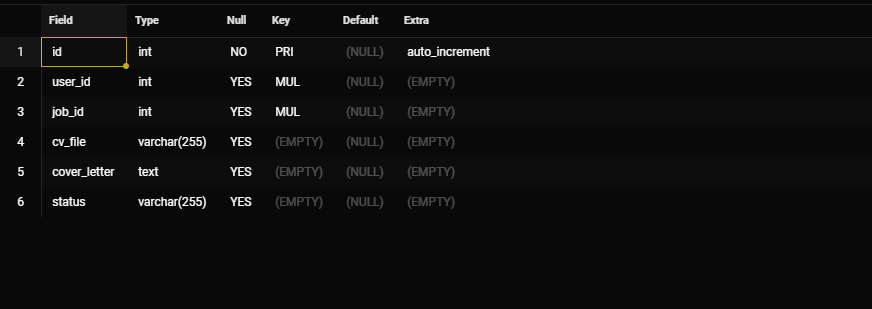 Field Type Null Key Default Extra
1 id int NO PRI (NULL) auto_increment
2 user_id int YES MUL (NULL) (EMPTY)
3 job_id int YES MUL (NULL) (EMPTY)
4 cv_file varchar(255) YES (EMPTY) (NULL) (EMPTY)
5 cover_letter text YES (EMPTY) (NULL) (EMPTY)
6 status varchar(255) YES (EMPTY) (NULL) (EMPTY)